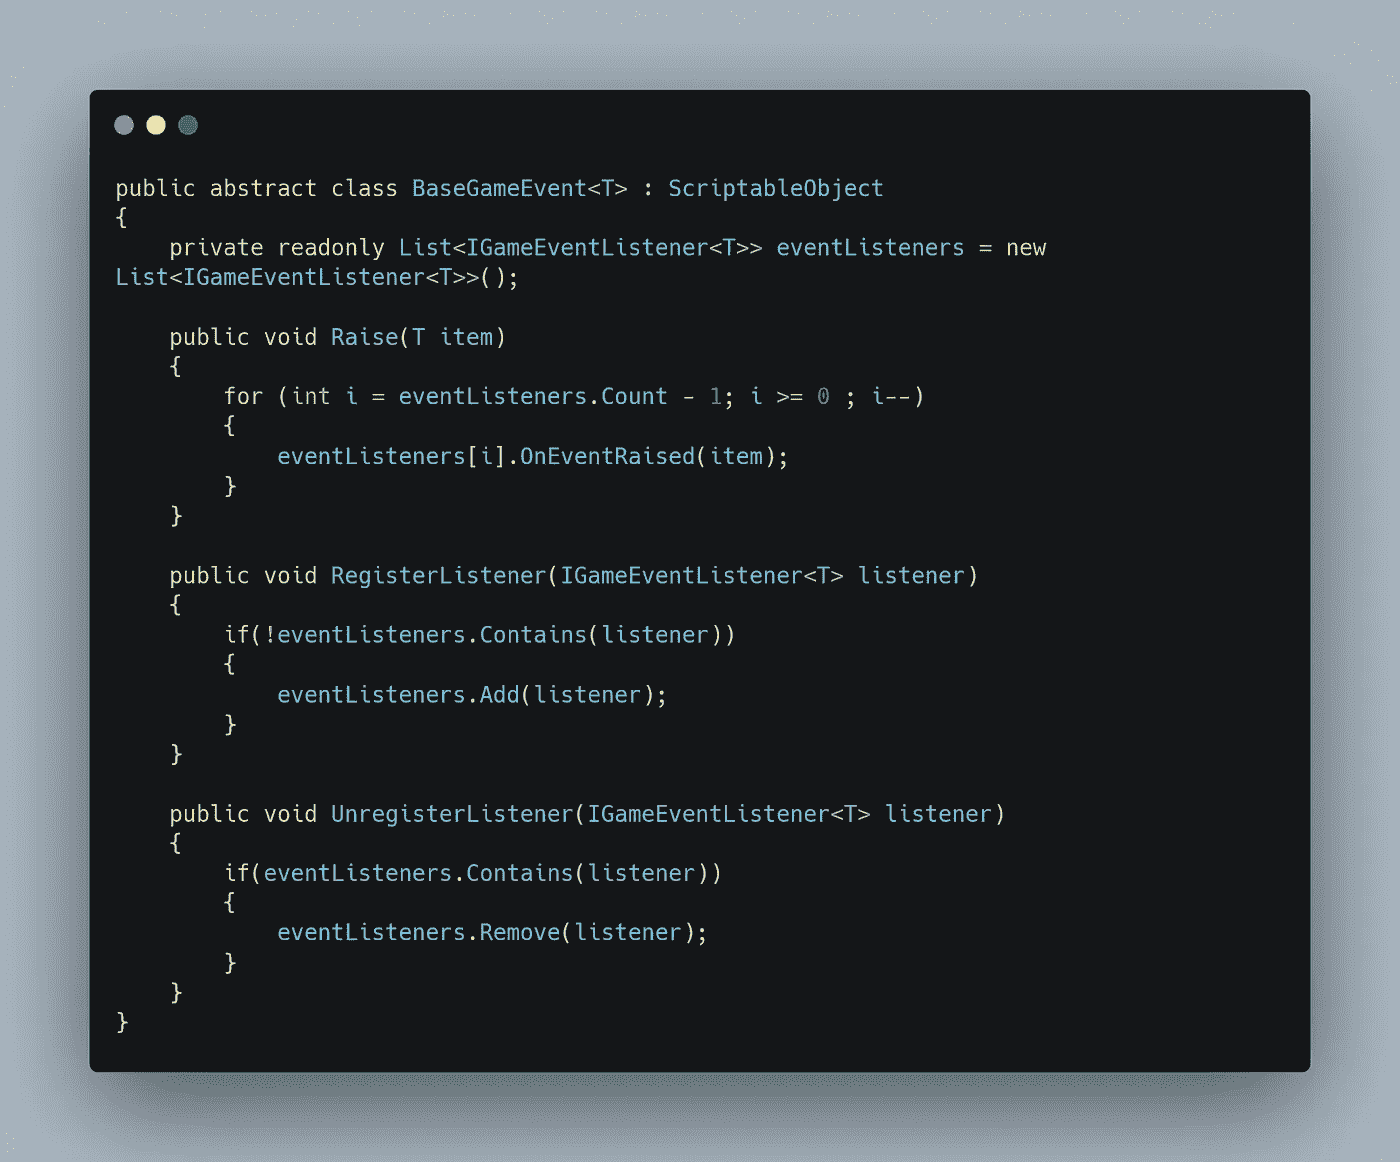 public abstract class BaseGameEvent<T> : ScriptableObject
{
    private readonly List<IGameEventListener<T>> eventListeners = new
List<IGameEventListener<T>>();

    public void Raise(T item)
    {
        for (int i = eventListeners.Count - 1; i >= 0 ; i--)
        {
            eventListeners[i].OnEventRaised(item);
        }
    }

    public void RegisterListener(IGameEventListener<T> listener)
    {
        if(!eventListeners.Contains(listener))
        {
            eventListeners.Add(listener);
        }
    }

    public void UnregisterListener(IGameEventListener<T> listener)
    {
        if(eventListeners.Contains(listener))
        {
            eventListeners.Remove(listener);
        }
    }
}